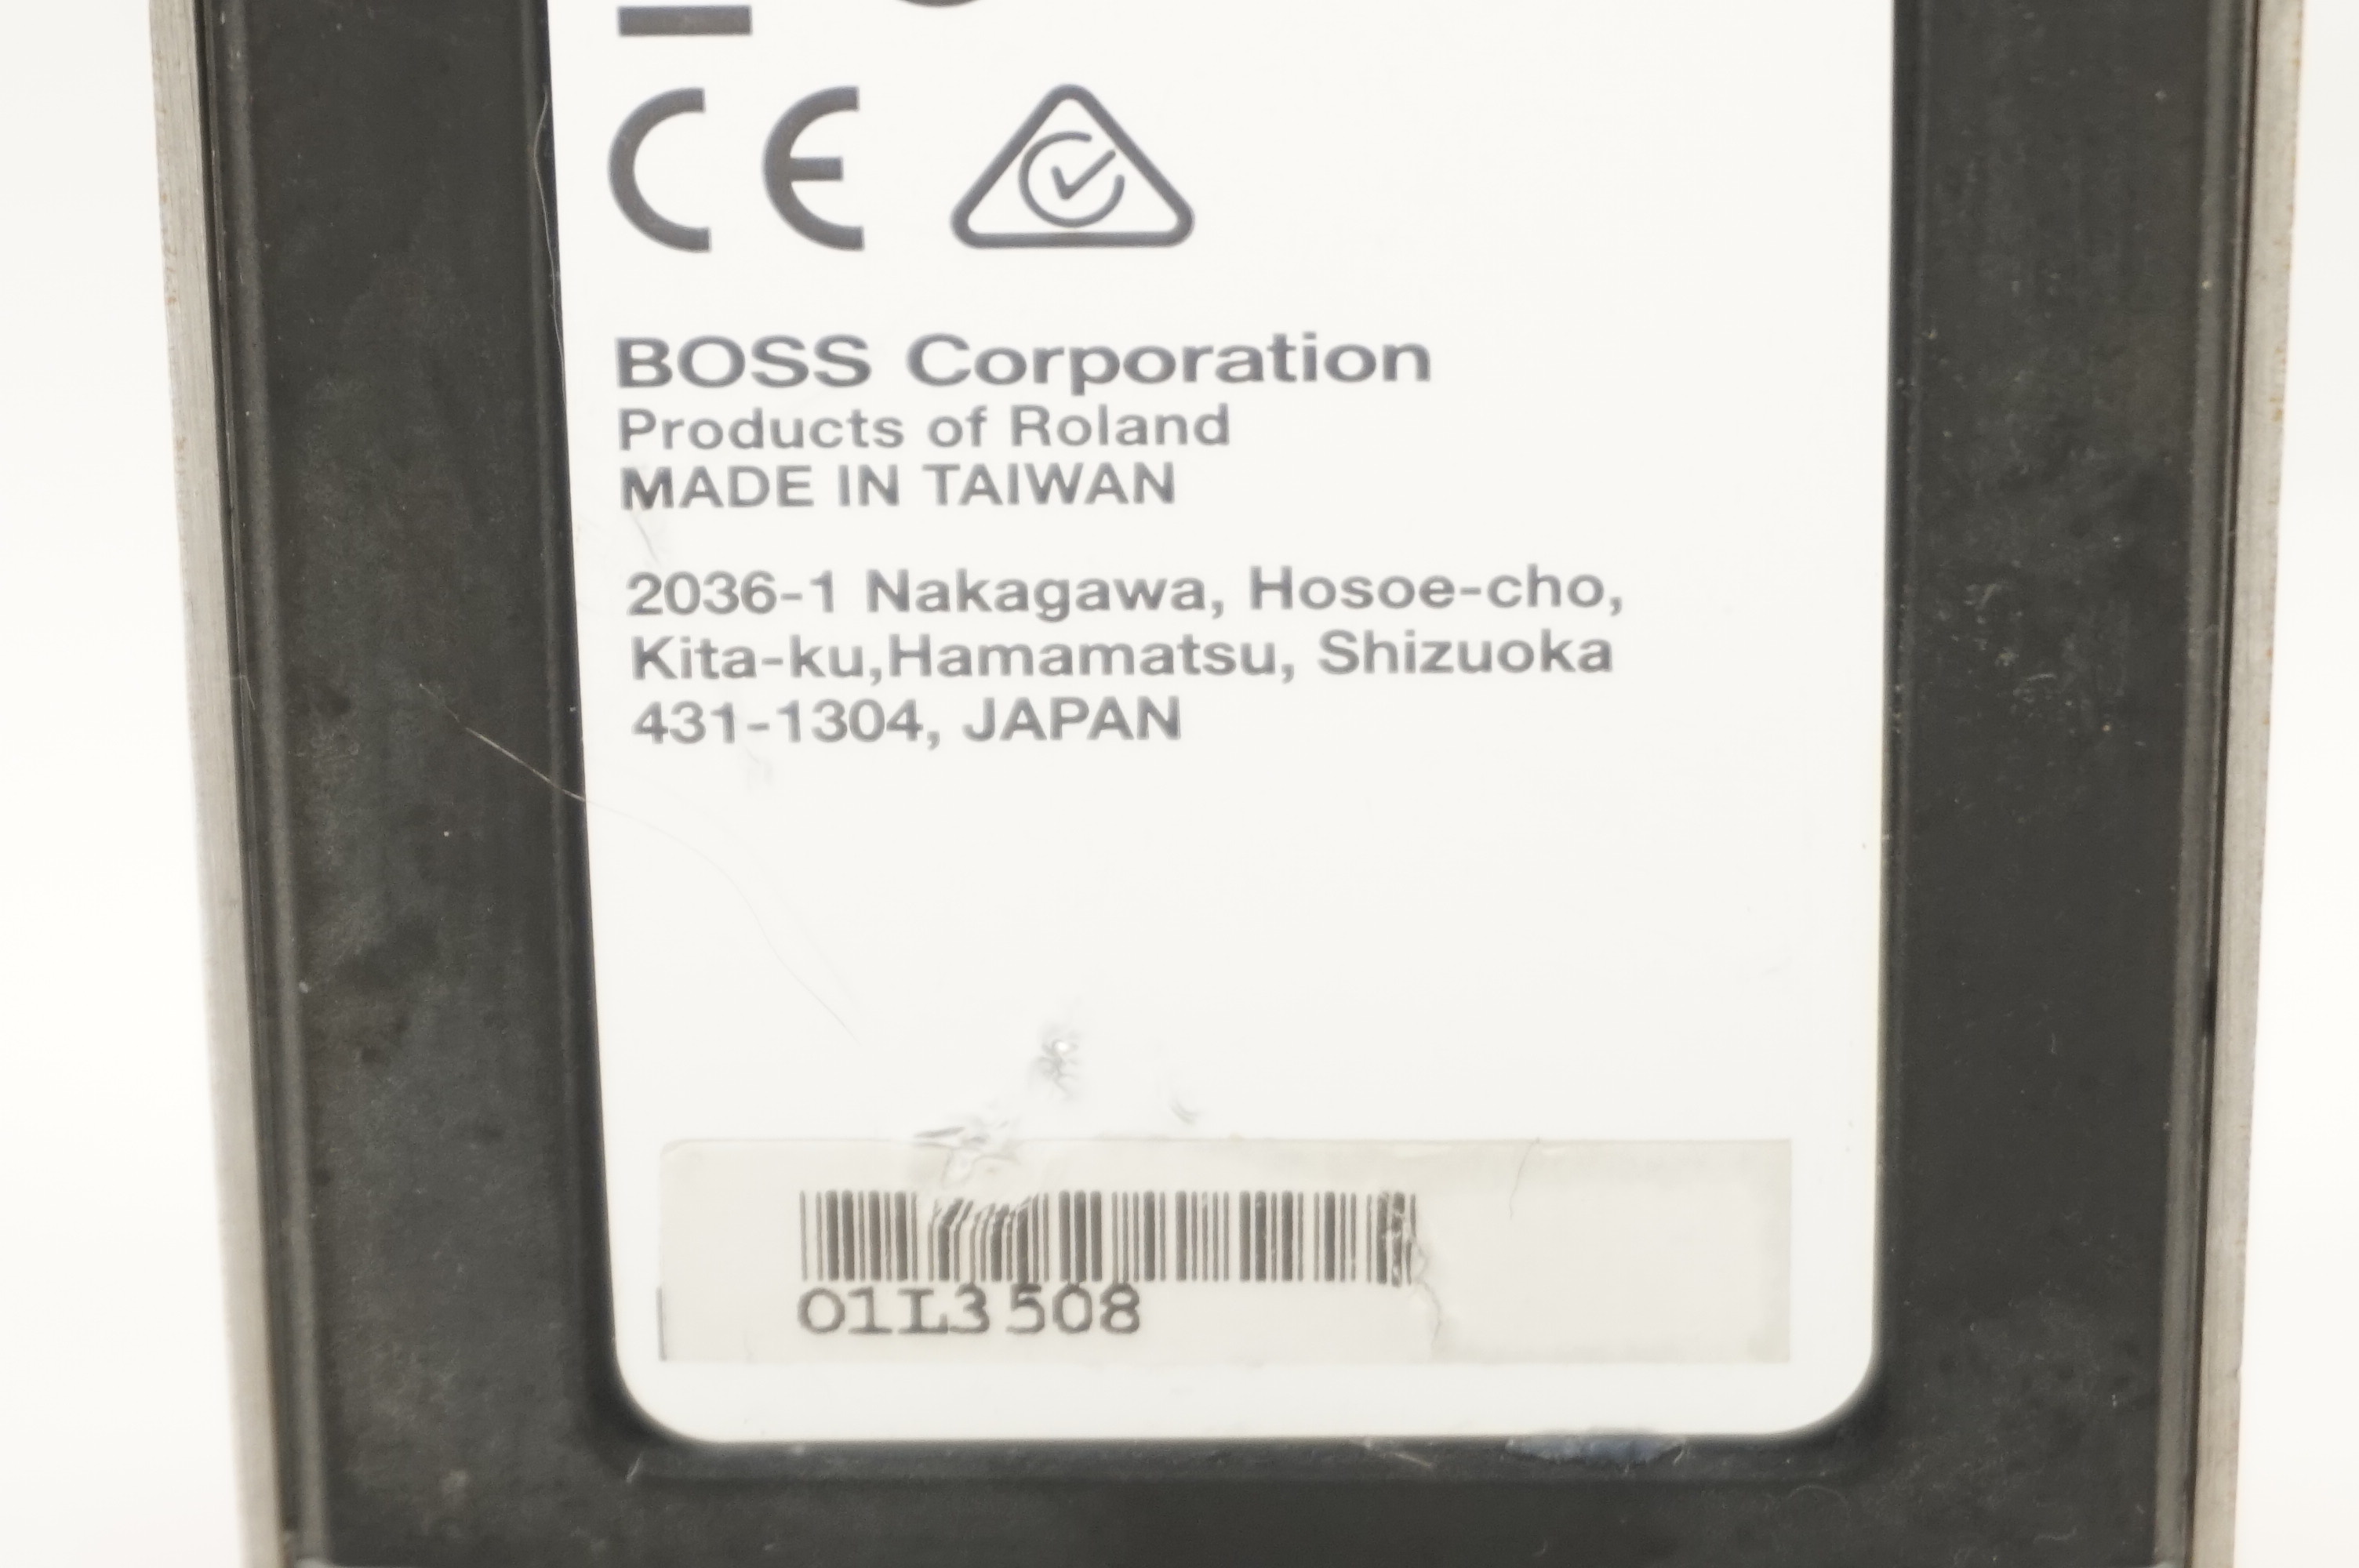 CE
BOSS Corporation
Products of Roland
MADE IN TAIWAN
2036-1 Nakagawa, Hosoe-cho,
Kita-ku,Hamamatsu, Shizuoka
431-1304, JAPAN
01L3508